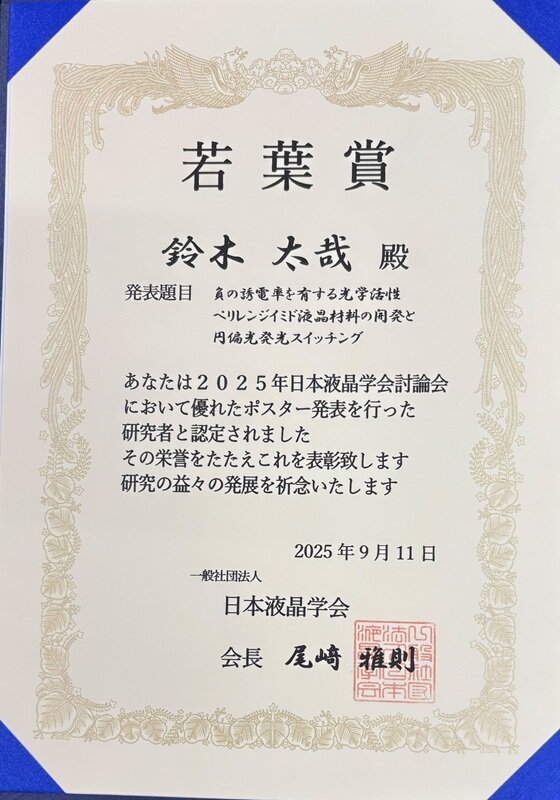 若葉賞
鈴木 太哉 殿
発表題目 負の誘電率を有する光学活性
ペリレンジイミド液晶材料の開発と
円偏光発光スイッチング
あなたは2025年日本液晶学会討論会
において優れたポスター発表を行った
研究者と認定されました
その栄誉をたたえこれを表彰致します
研究の益々の発展を祈念いたします
2025年9月11日
一般社団法人
日本液晶学会
会長 尾﨑 雅則